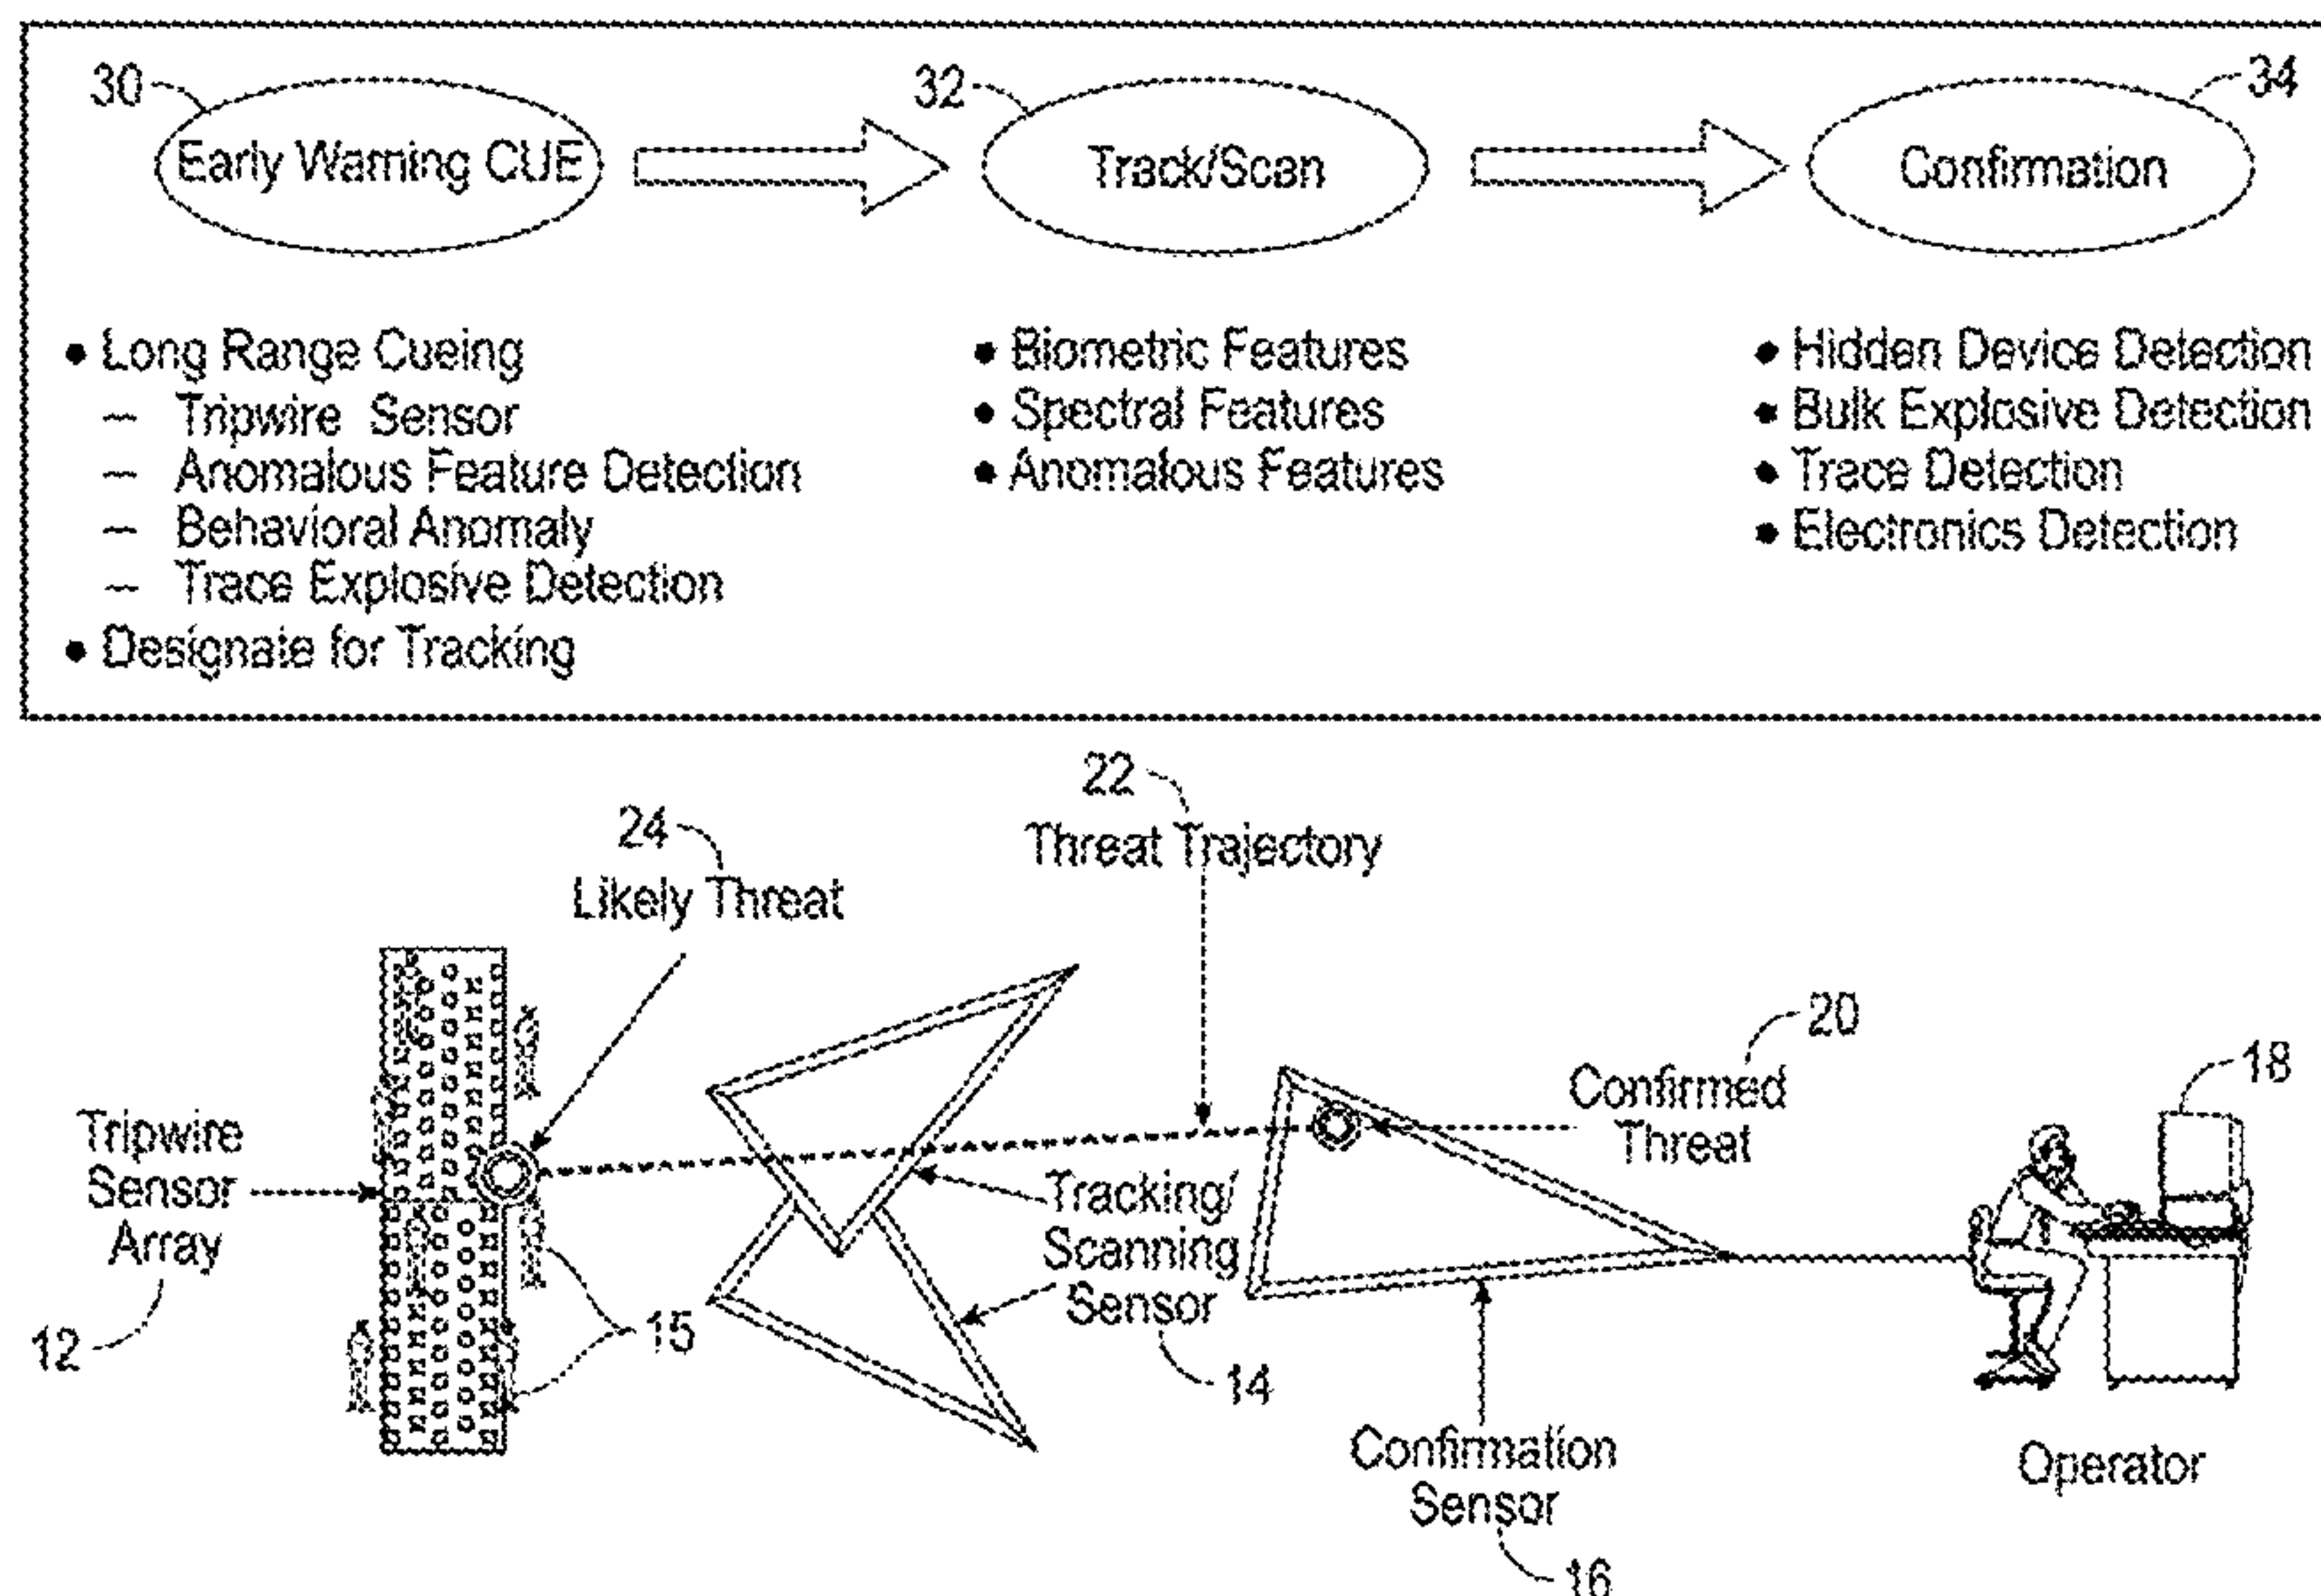 30
32
34
Early Warning CUE
Track/Scan
Confirmation
• Long Range Cueing
– Tripwire Sensor
– Anomalous Feature Detection
– Behavioral Anomaly
– Trace Explosive Detection
• Designate for Tracking
• Biometric Features
• Spectral Features
• Anomalous Features
• Hidden Device Detection
• Bulk Explosive Detection
• Trace Detection
• Electronics Detection
22
Threat Trajectory
24
Likely Threat
20
Confirmed
Threat
18
Tripwire
Sensor
Array
12
15
Tracking/
Scanning
Sensor
14
Confirmation
Sensor
16
Operator